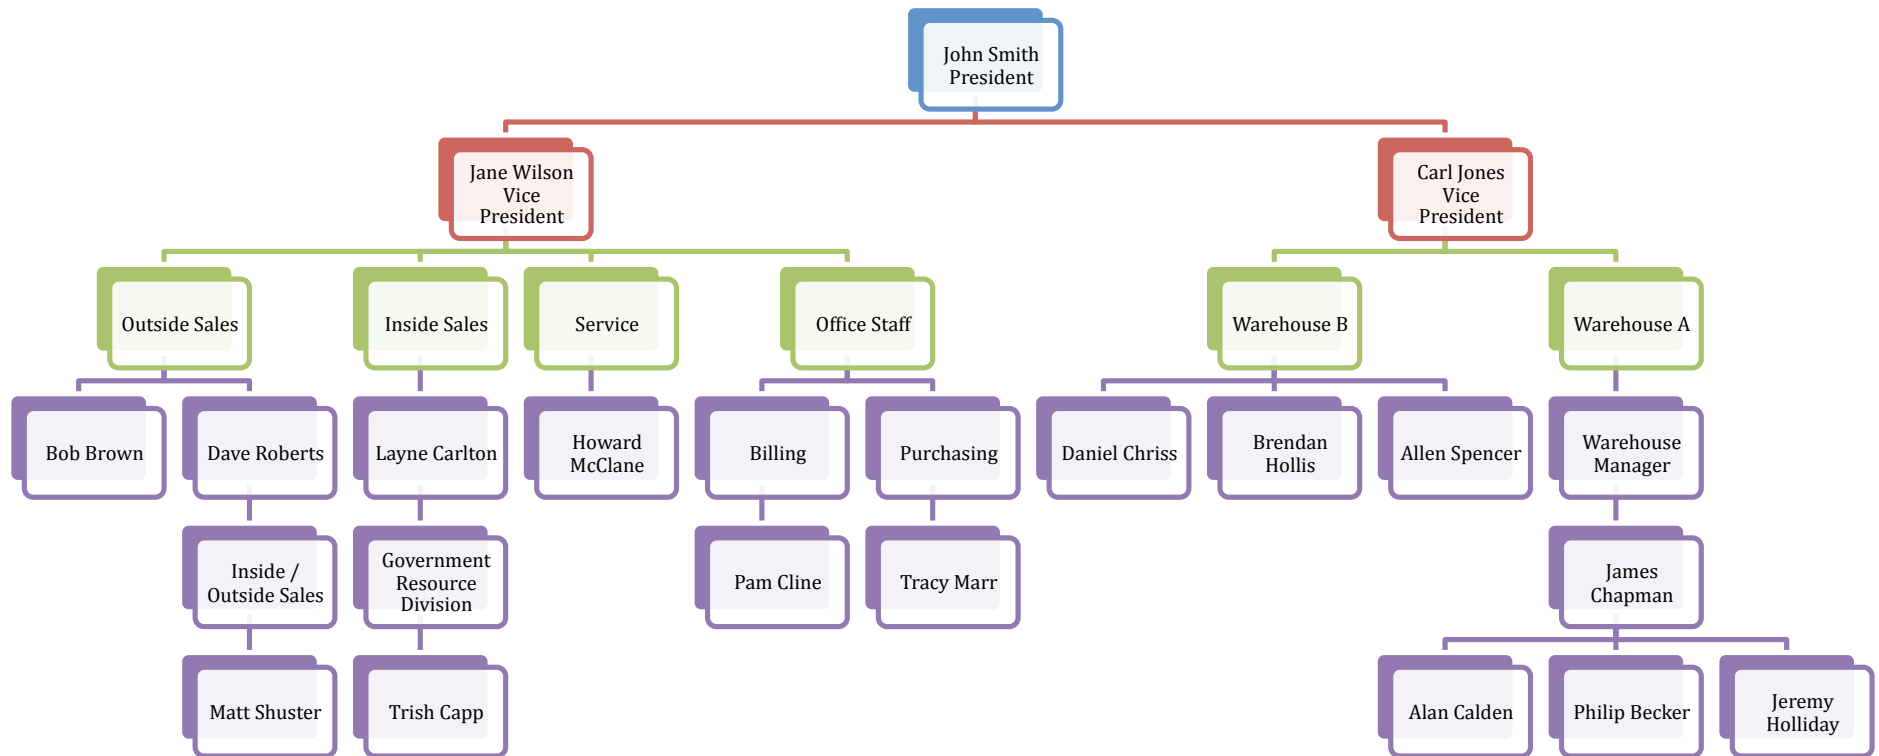 John Smith
President
Jane Wilson
Vice
President
Carl Jones
Vice
President
Outside Sales
Inside Sales
Service
Office Staff
Warehouse B
Warehouse A
Bob Brown
Dave Roberts
Layne Carlton
Howard
McClane
Billing
Purchasing
Daniel Chriss
Brendan
Hollis
Allen Spencer
Warehouse
Manager
Inside /
Outside Sales
Government
Resource
Division
Pam Cline
Tracy Marr
James
Chapman
Matt Shuster
Trish Capp
Alan Calden
Philip Becker
Jeremy
Holliday